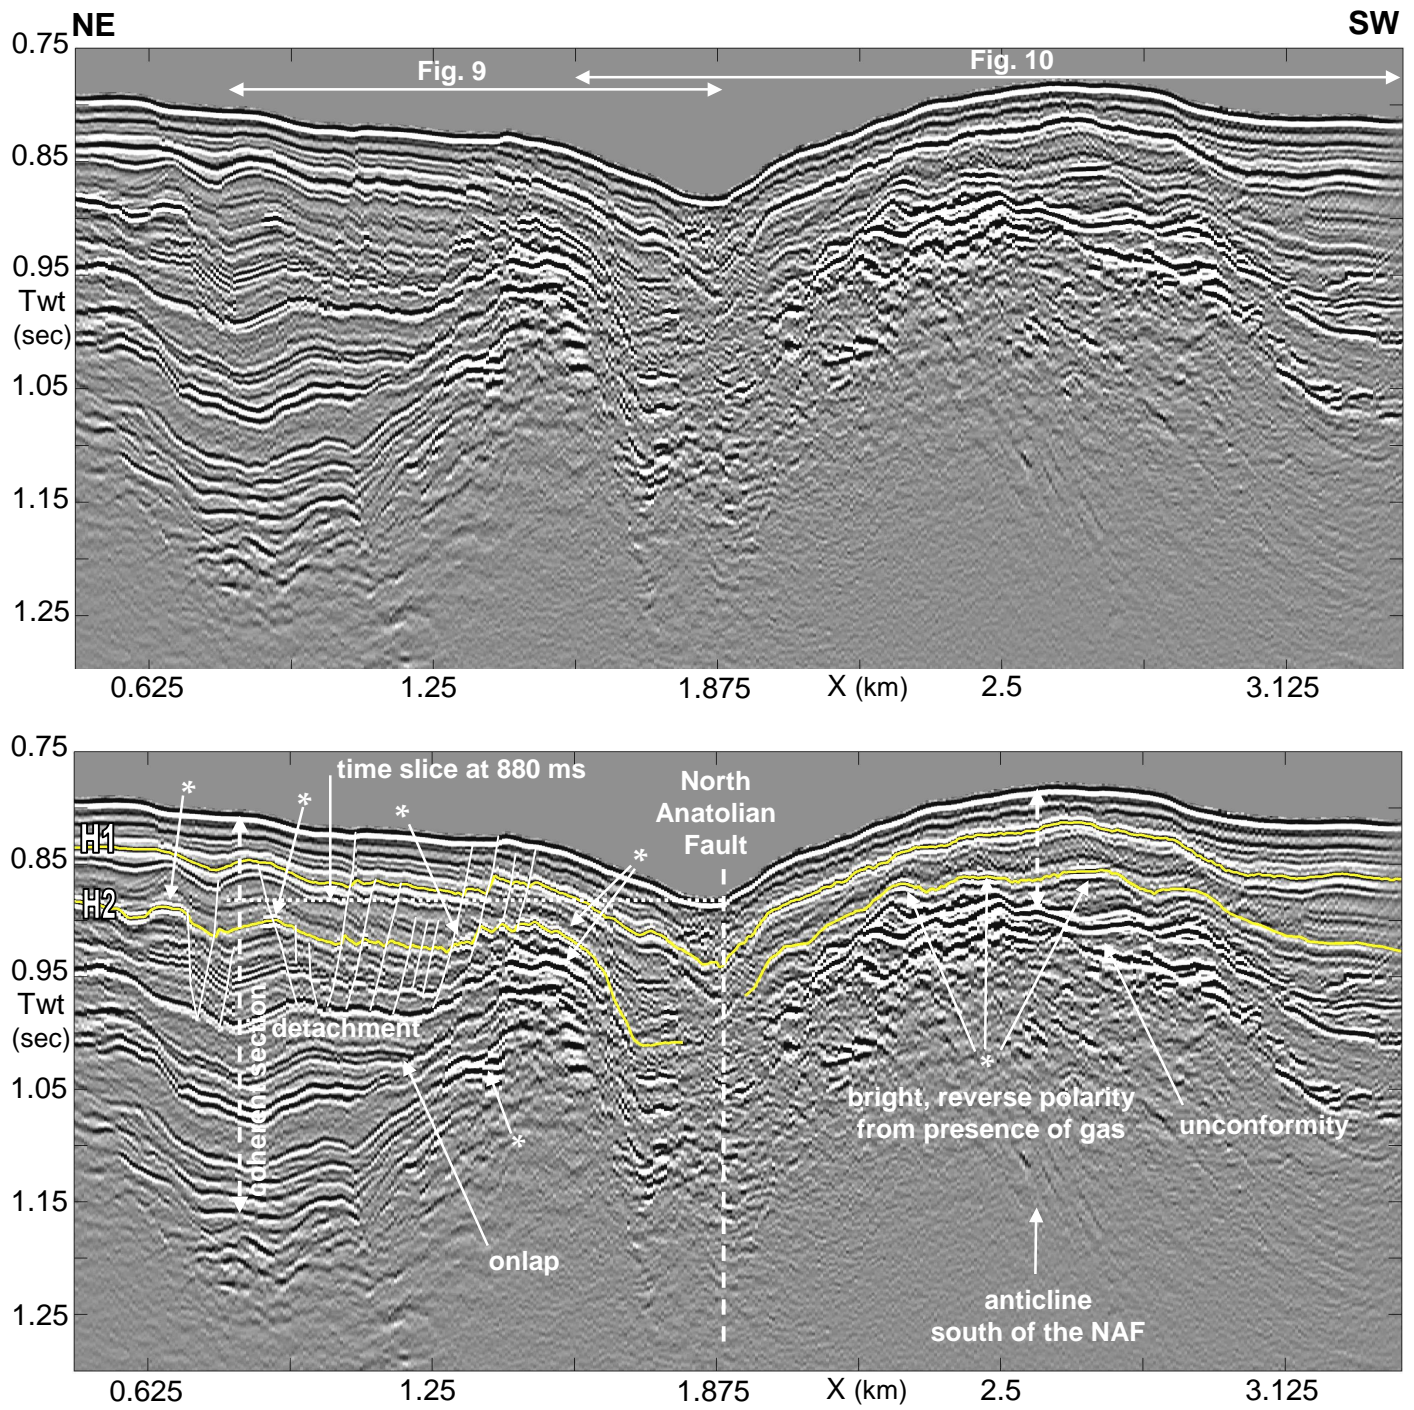 NE
SW
0.75
Fig. 9
Fig. 10
0.85
0.95
Twt
(sec)
1.05
1.15
1.25
0.625
1.25
1.875
X (km)
2.5
3.125
0.75
time slice at 880 ms
North
Anatolian
Fault
*
*
*
*
H1
0.85
H2
0.95
Twt
(sec)
detachment
coherent section
*
1.05
bright, reverse polarity
from presence of gas
unconformity
*
1.15
onlap
1.25
anticline
south of the NAF
0.625
1.25
1.875
X (km)
2.5
3.125